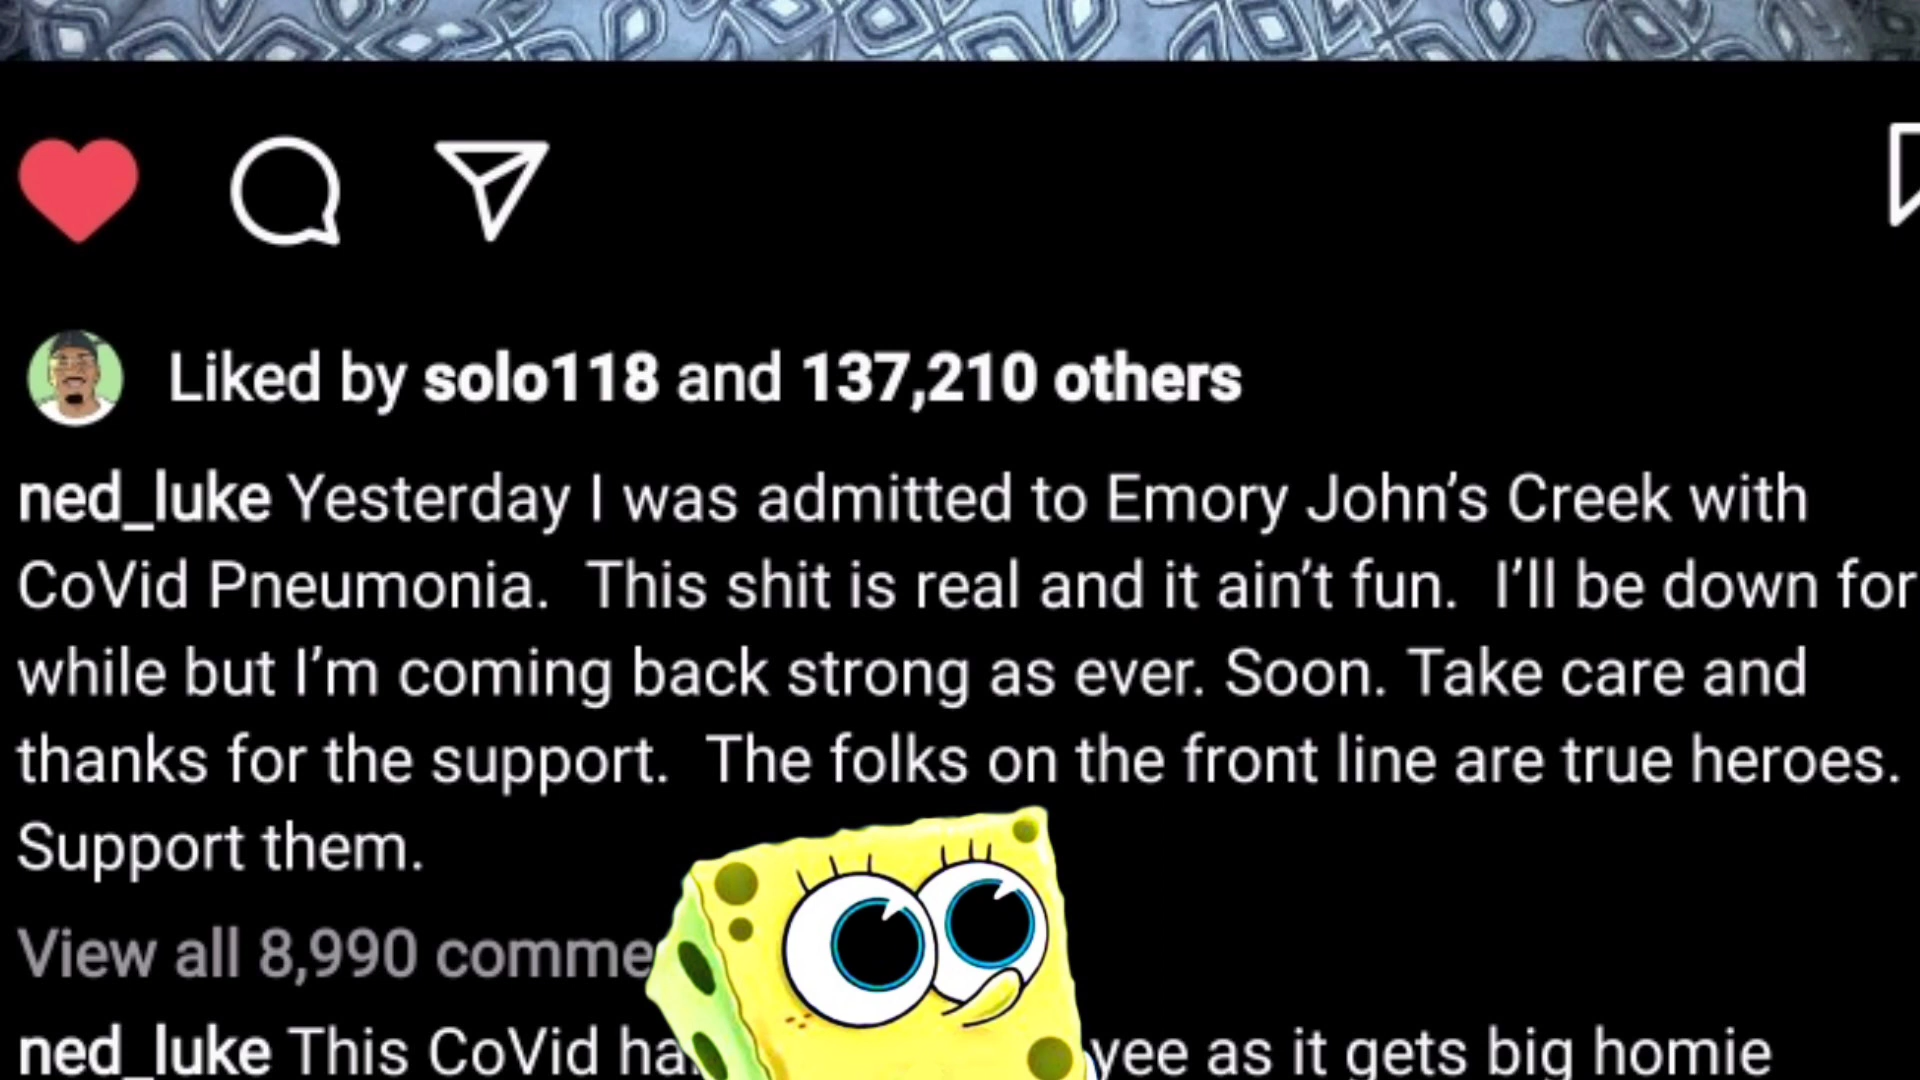 Liked by solo118 and 137,210 others
ned_luke Yesterday I was admitted to Emory John’s Creek with
CoVid Pneumonia.  This shit is real and it ain’t fun.  I’ll be down for
while but I’m coming back strong as ever. Soon. Take care and
thanks for the support.  The folks on the front line are true heroes.
Support them.
View all 8,990
ned_luke This CoVid as it gets big homie